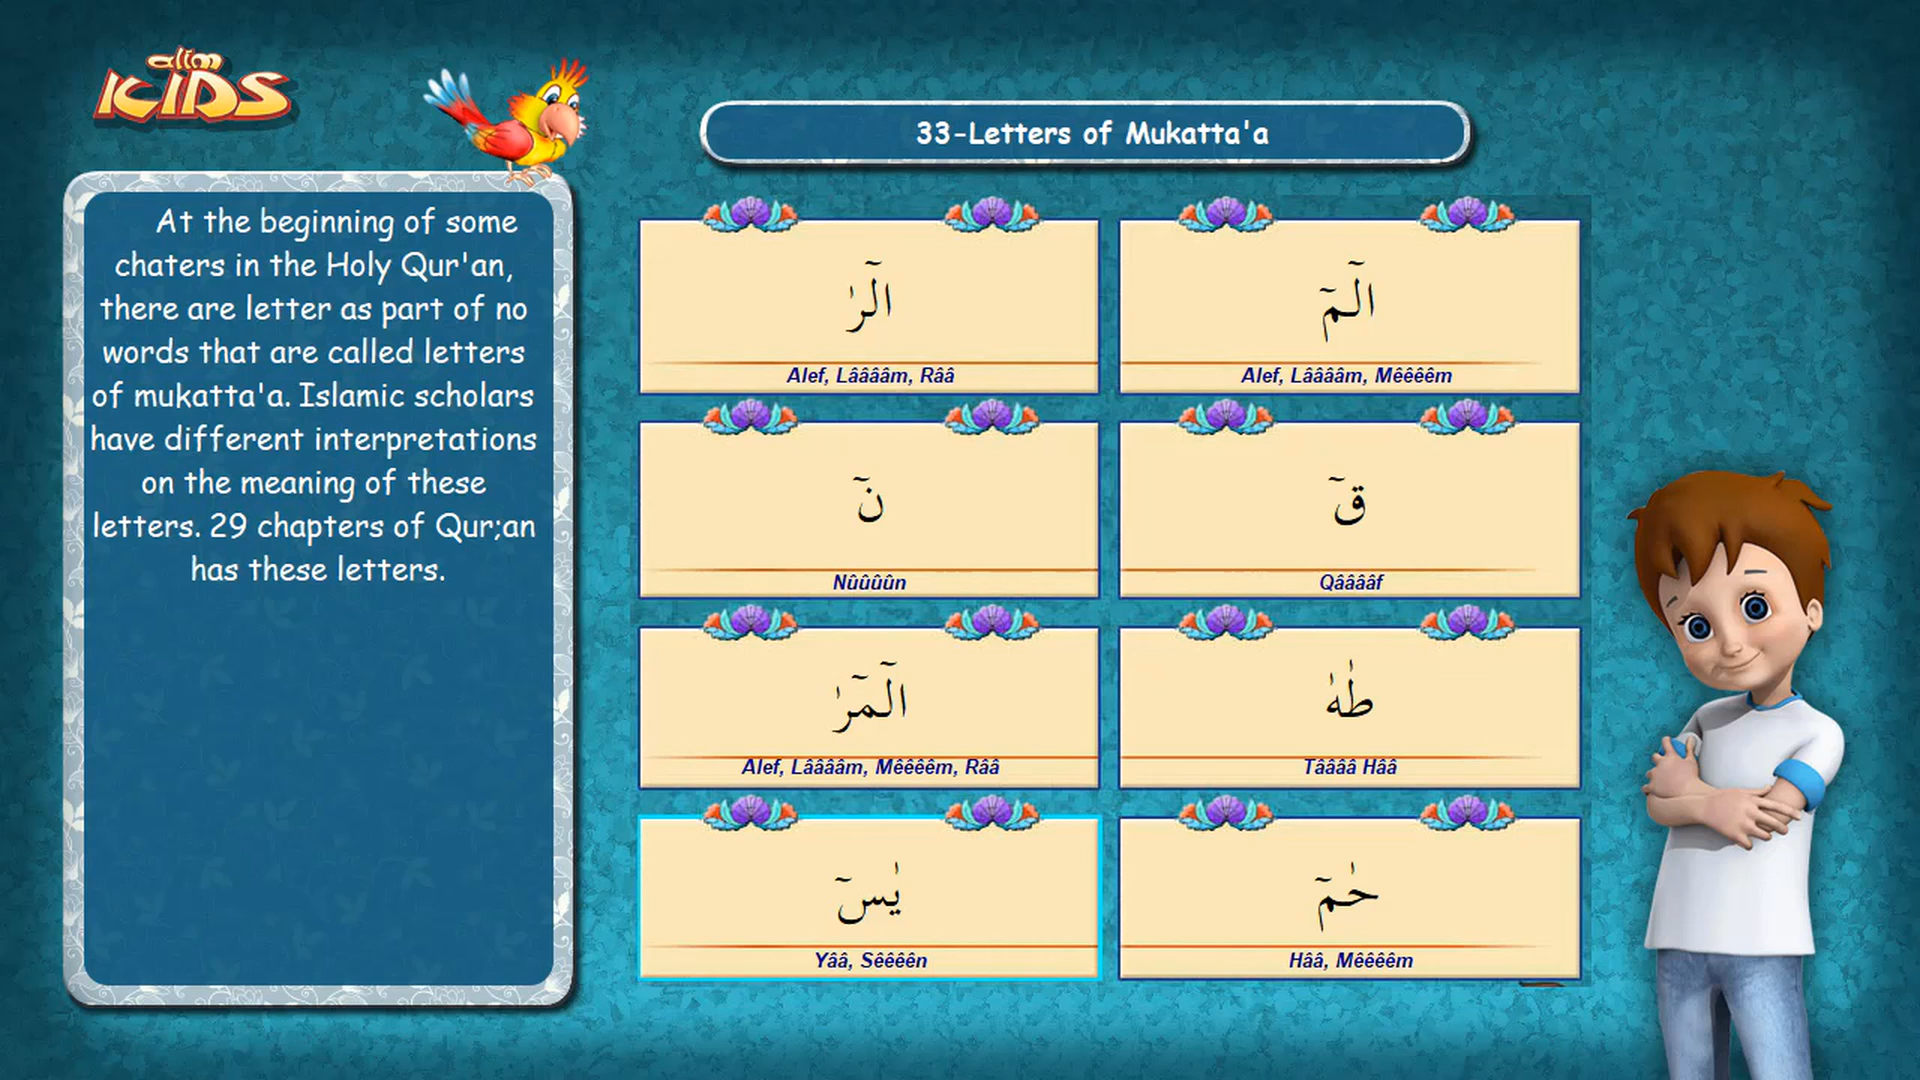 alim
KIDS
33-Letters of Mukatta'a
At the beginning of some
chaters in the Holy Qur'an,
there are letter as part of no
words that are called letters
of mukatta'a. Islamic scholars
have different interpretations
on the meaning of these
letters. 29 chapters of Qur;an
has these letters.
الٓرٰ
Alef, Lââââm, Rââ
الٓمٓ
Alef, Lââââm, Mêêêêm
نٓ
Nûûûûn
قٓ
Qââââf
الٓمٓرٰ
Alef, Lââââm, Mêêêêm, Rââ
طٰهٰ
Tââââ Hââ
يٰسٓ
Yââ, Sêêêên
حٰمٓ
Hââ, Mêêêêm